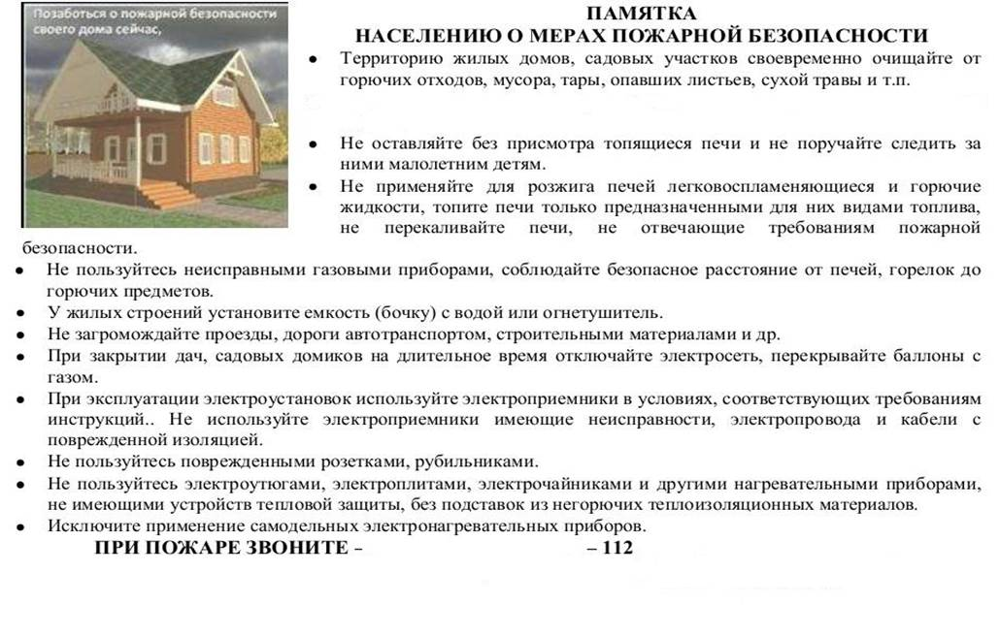 Позаботься о пожарной безопасности
своего дома сейчас,
ПАМЯТКА
НАСЕЛЕНИЮ О МЕРАХ ПОЖАРНОЙ БЕЗОПАСНОСТИ
• Территорию жилых домов, садовых участков своевременно очищайте от
горючих отходов, мусора, тары, опавших листьев, сухой травы и т.п.
• Не оставляйте без присмотра топящиеся печи и не поручайте следить за
ними малолетним детям.
• Не применяйте для розжига печей легковоспламеняющиеся и горючие
жидкости, топите печи только предназначенными для них видами топлива,
не перекаливайте печи, не отвечающие требованиям пожарной
безопасности.
• Не пользуйтесь неисправными газовыми приборами, соблюдайте безопасное расстояние от печей, горелок до
горючих предметов.
• У жилых строений установите емкость (бочку) с водой или огнетушитель.
• Не загромождайте проезды, дороги автотранспортом, строительными материалами и др.
• При закрытии дач, садовых домиков на длительное время отключайте электросеть, перекрывайте баллоны с
газом.
• При эксплуатации электроустановок используйте электроприемники в условиях, соответствующих требованиям
инструкций.. Не используйте электроприемники имеющие неисправности, электропровода и кабели с
поврежденной изоляцией.
• Не пользуйтесь поврежденными розетками, рубильниками.
• Не пользуйтесь электроутюгами, электроплитами, электрочайниками и другими нагревательными приборами,
не имеющими устройств тепловой защиты, без подставок из негорючих теплоизоляционных материалов.
• Исключите применение самодельных электронагревательных приборов.
ПРИ ПОЖАРЕ ЗВОНИТЕ – – 112